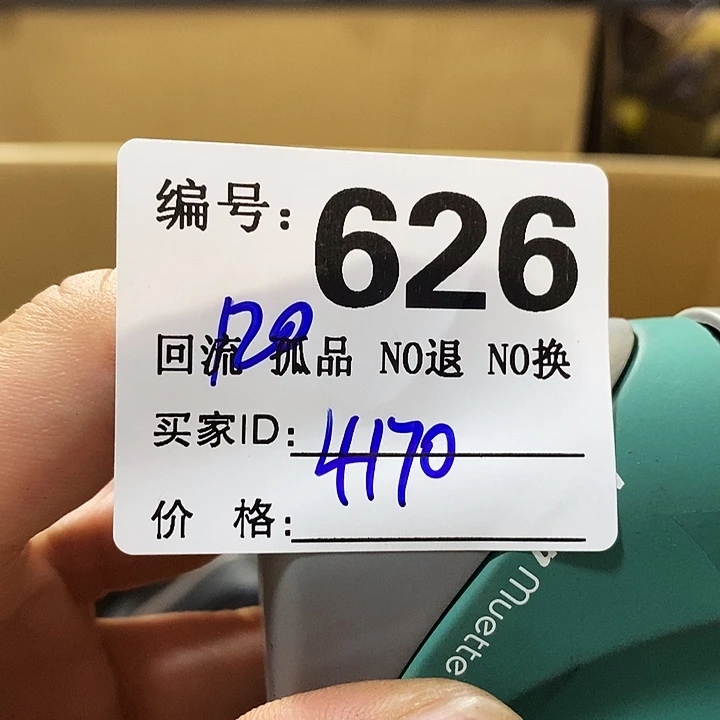 编号: 626
120
回流 孤品 NO退 NO换
买家ID: 4170
价 格:
Muette